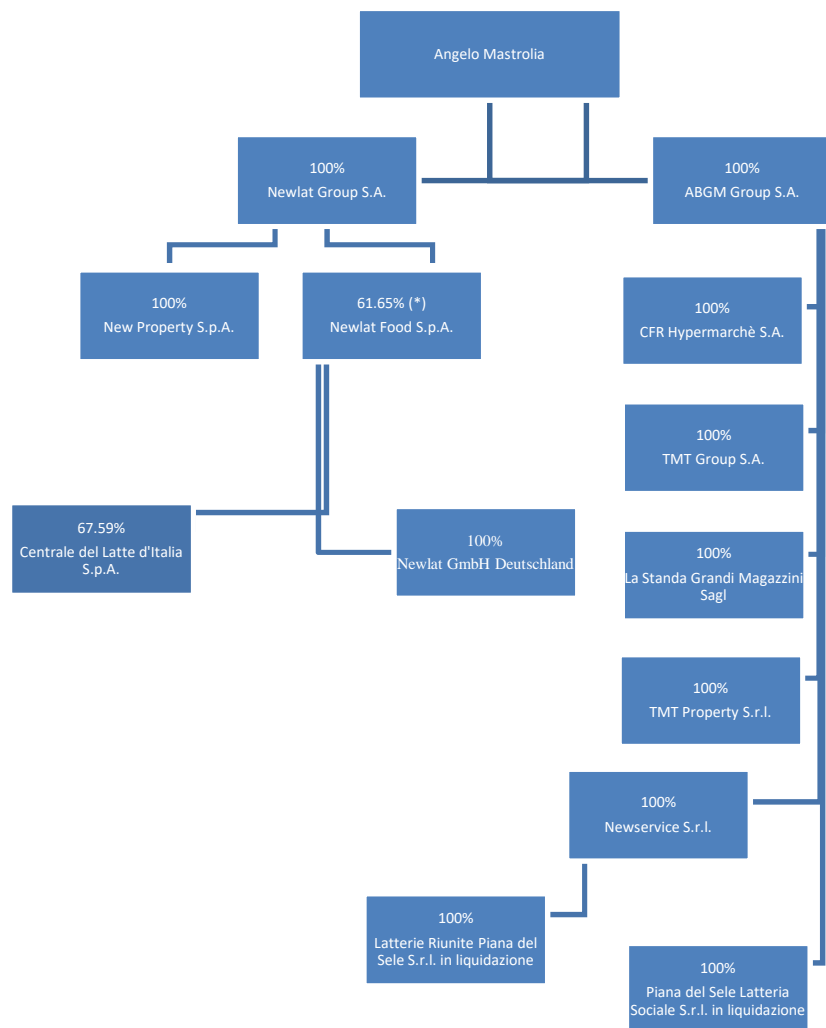 Angelo Mastrolia
100%
Newlat Group S.A.
100%
ABGM Group S.A.
100%
New Property S.p.A.
61.65% (*)
Newlat Food S.p.A.
100%
CFR Hypermarchè S.A.
100%
TMT Group S.A.
67.59%
Centrale del Latte d'Italia
S.p.A.
100%
Newlat GmbH Deutschland
100%
La Standa Grandi Magazzini
Sagl
100%
TMT Property S.r.l.
100%
Newservice S.r.l.
100%
Latterie Riunite Piana del
Sele S.r.l. in liquidazione
100%
Piana del Sele Latteria
Sociale S.r.l. in liquidazione